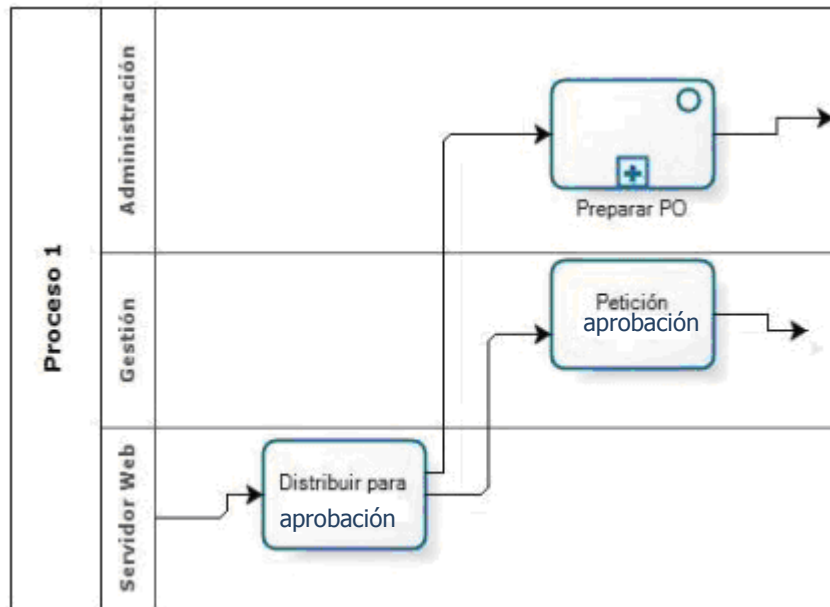 Proceso 1
Administración
Preparar PO
Gestión
Petición
aprobación
Servidor Web
Distribuir para
aprobación